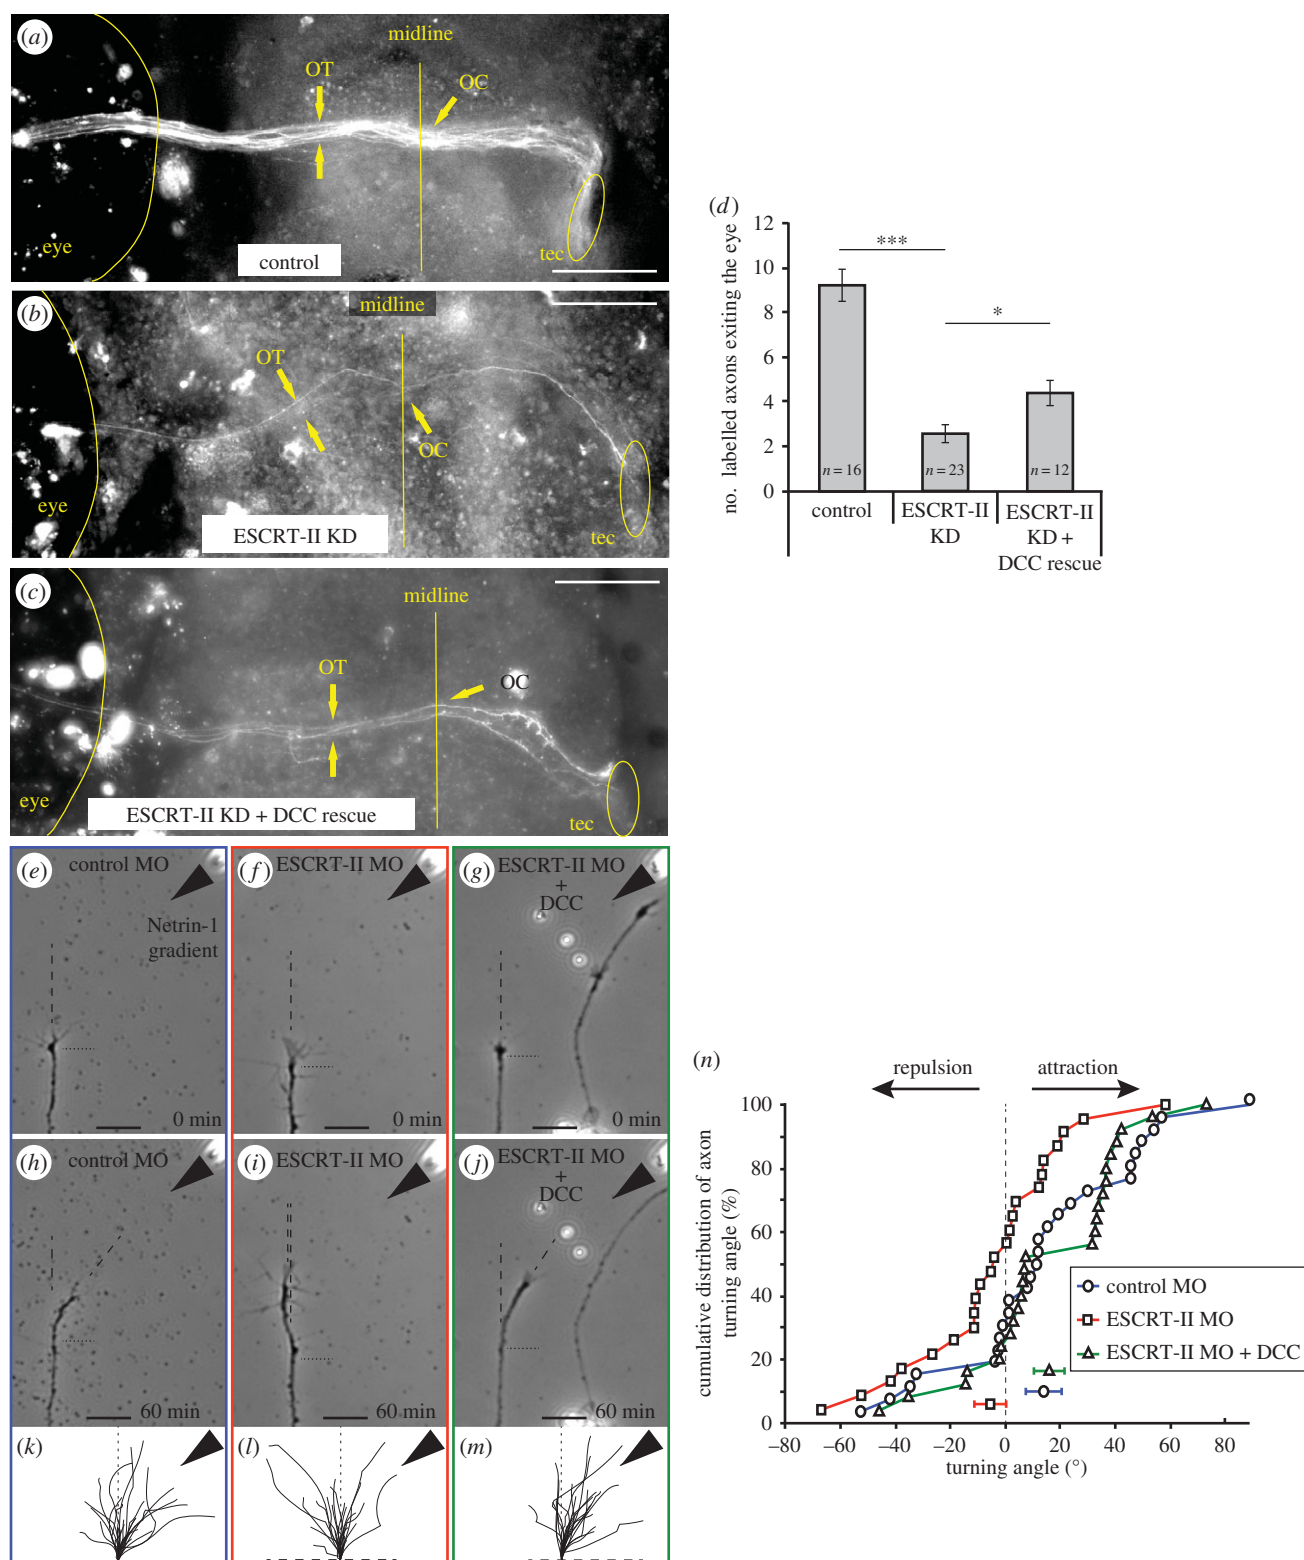 (a)
midline
OT
OC
eye
control
tec
(b)
midline
OT
OC
eye
ESCRT-II KD
tec
(c)
midline
OT
OC
eye
ESCRT-II KD + DCC rescue
tec
(d)
no. labelled axons exiting the eye
12
10
8
6
4
2
0
***
*
n = 16
n = 23
n = 12
control
ESCRT-II
KD
ESCRT-II
KD +
DCC rescue
(e)
control MO
Netrin-1
gradient
0 min
(f)
ESCRT-II MO
0 min
(g)
ESCRT-II MO
+
DCC
0 min
(h)
control MO
60 min
(i)
ESCRT-II MO
60 min
(j)
ESCRT-II MO
+
DCC
60 min
(k)
(l)
(m)
(n)
repulsion
attraction
cumulative distribution of axon
turning angle (%)
100
80
60
40
20
0
control MO
ESCRT-II MO
ESCRT-II MO + DCC
–80
–60
–40
–20
0
20
40
60
80
turning angle (°)